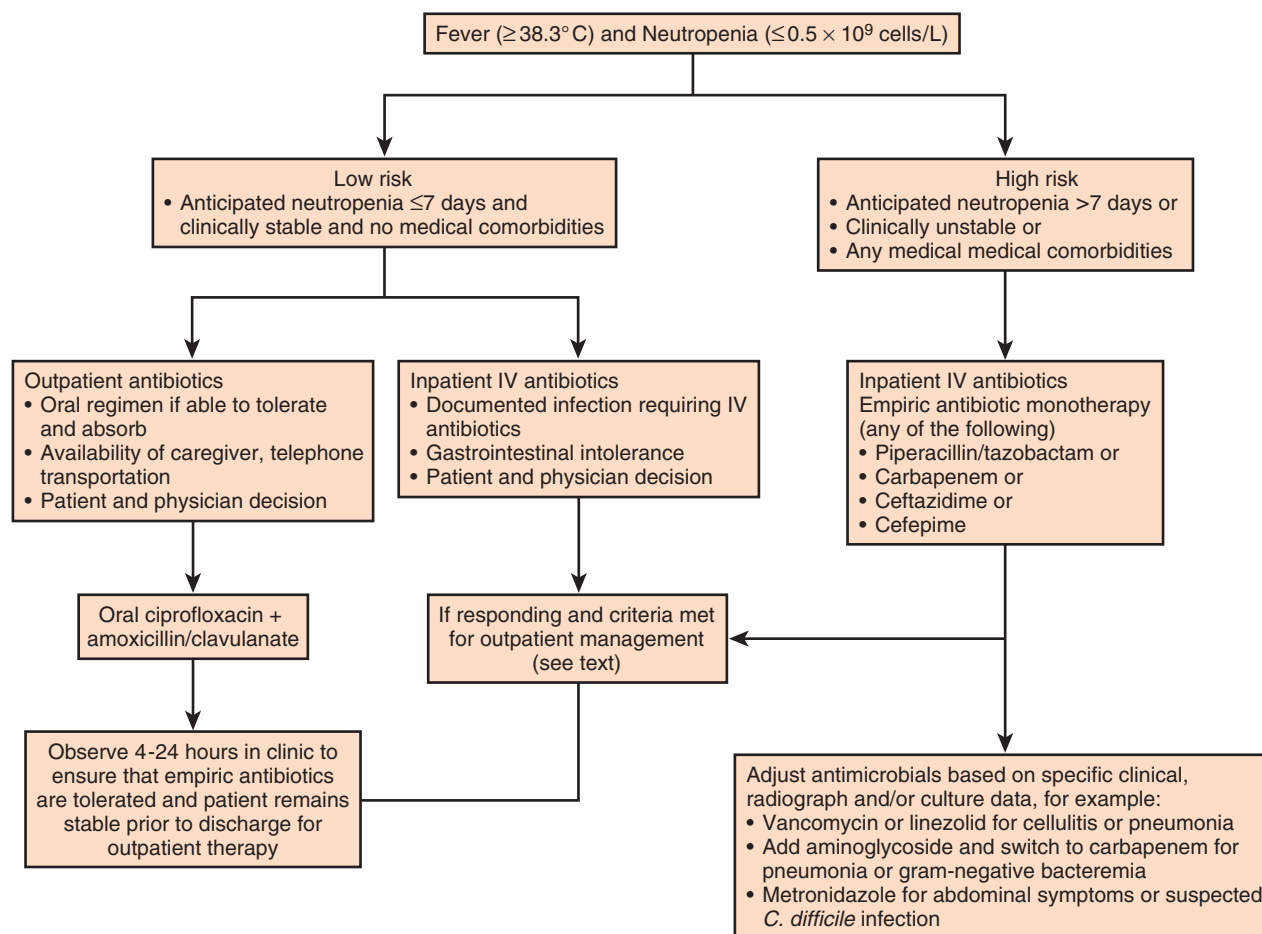 Fever (≥38.3°C) and Neutropenia (≤0.5 × 10⁹ cells/L)
Low risk
• Anticipated neutropenia ≤7 days and
clinically stable and no medical comorbidities
High risk
• Anticipated neutropenia >7 days or
• Clinically unstable or
• Any medical medical comorbidities
Outpatient antibiotics
• Oral regimen if able to tolerate
and absorb
• Availability of caregiver, telephone
transportation
• Patient and physician decision
Inpatient IV antibiotics
• Documented infection requiring IV
antibiotics
• Gastrointestinal intolerance
• Patient and physician decision
Inpatient IV antibiotics
Empiric antibiotic monotherapy
(any of the following)
• Piperacillin/tazobactam or
• Carbapenem or
• Ceftazidime or
• Cefepime
Oral ciprofloxacin +
amoxicillin/clavulanate
If responding and criteria met
for outpatient management
(see text)
Observe 4-24 hours in clinic to
ensure that empiric antibiotics
are tolerated and patient remains
stable prior to discharge for
outpatient therapy
Adjust antimicrobials based on specific clinical,
radiograph and/or culture data, for example:
• Vancomycin or linezolid for cellulitis or pneumonia
• Add aminoglycoside and switch to carbapenem for
pneumonia or gram-negative bacteremia
• Metronidazole for abdominal symptoms or suspected
C. difficile infection